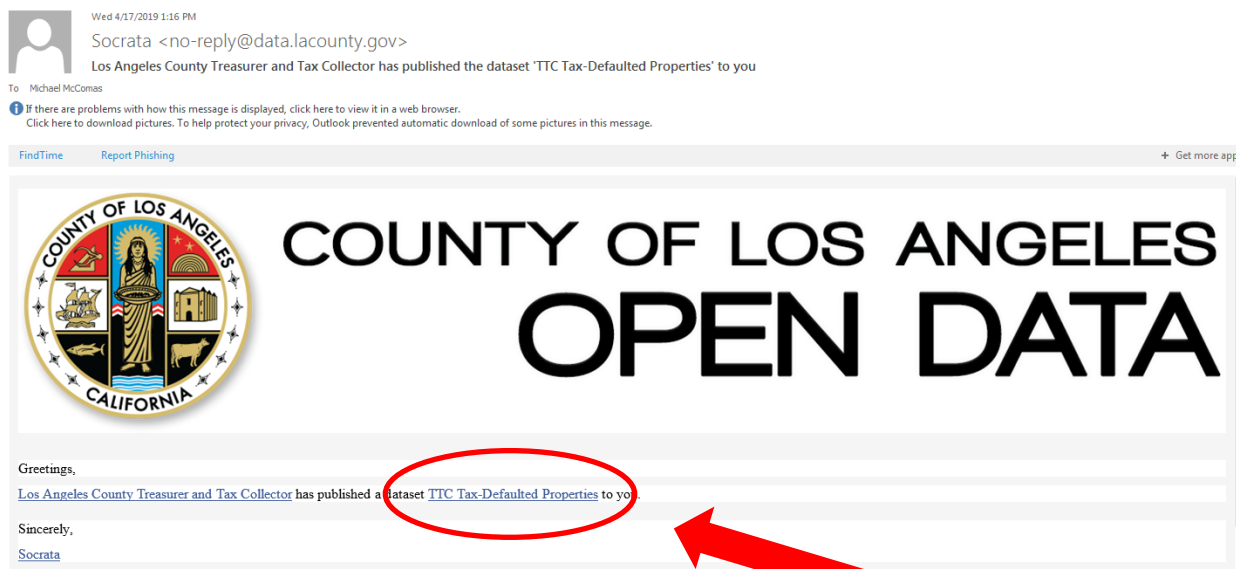 Wed 4/17/2019 1:16 PM
Socrata <no-reply@data.lacounty.gov>
Los Angeles County Treasurer and Tax Collector has published the dataset 'TTC Tax-Defaulted Properties' to you
To Michael McComas
If there are problems with how this message is displayed, click here to view it in a web browser.
Click here to download pictures. To help protect your privacy, Outlook prevented automatic download of some pictures in this message.
FindTime Report Phishing + Get more app
COUNTY OF LOS ANGELES
CALIFORNIA
COUNTY OF LOS ANGELES
OPEN DATA
Greetings,
Los Angeles County Treasurer and Tax Collector has published a dataset TTC Tax-Defaulted Properties to you.
Sincerely,
Socrata